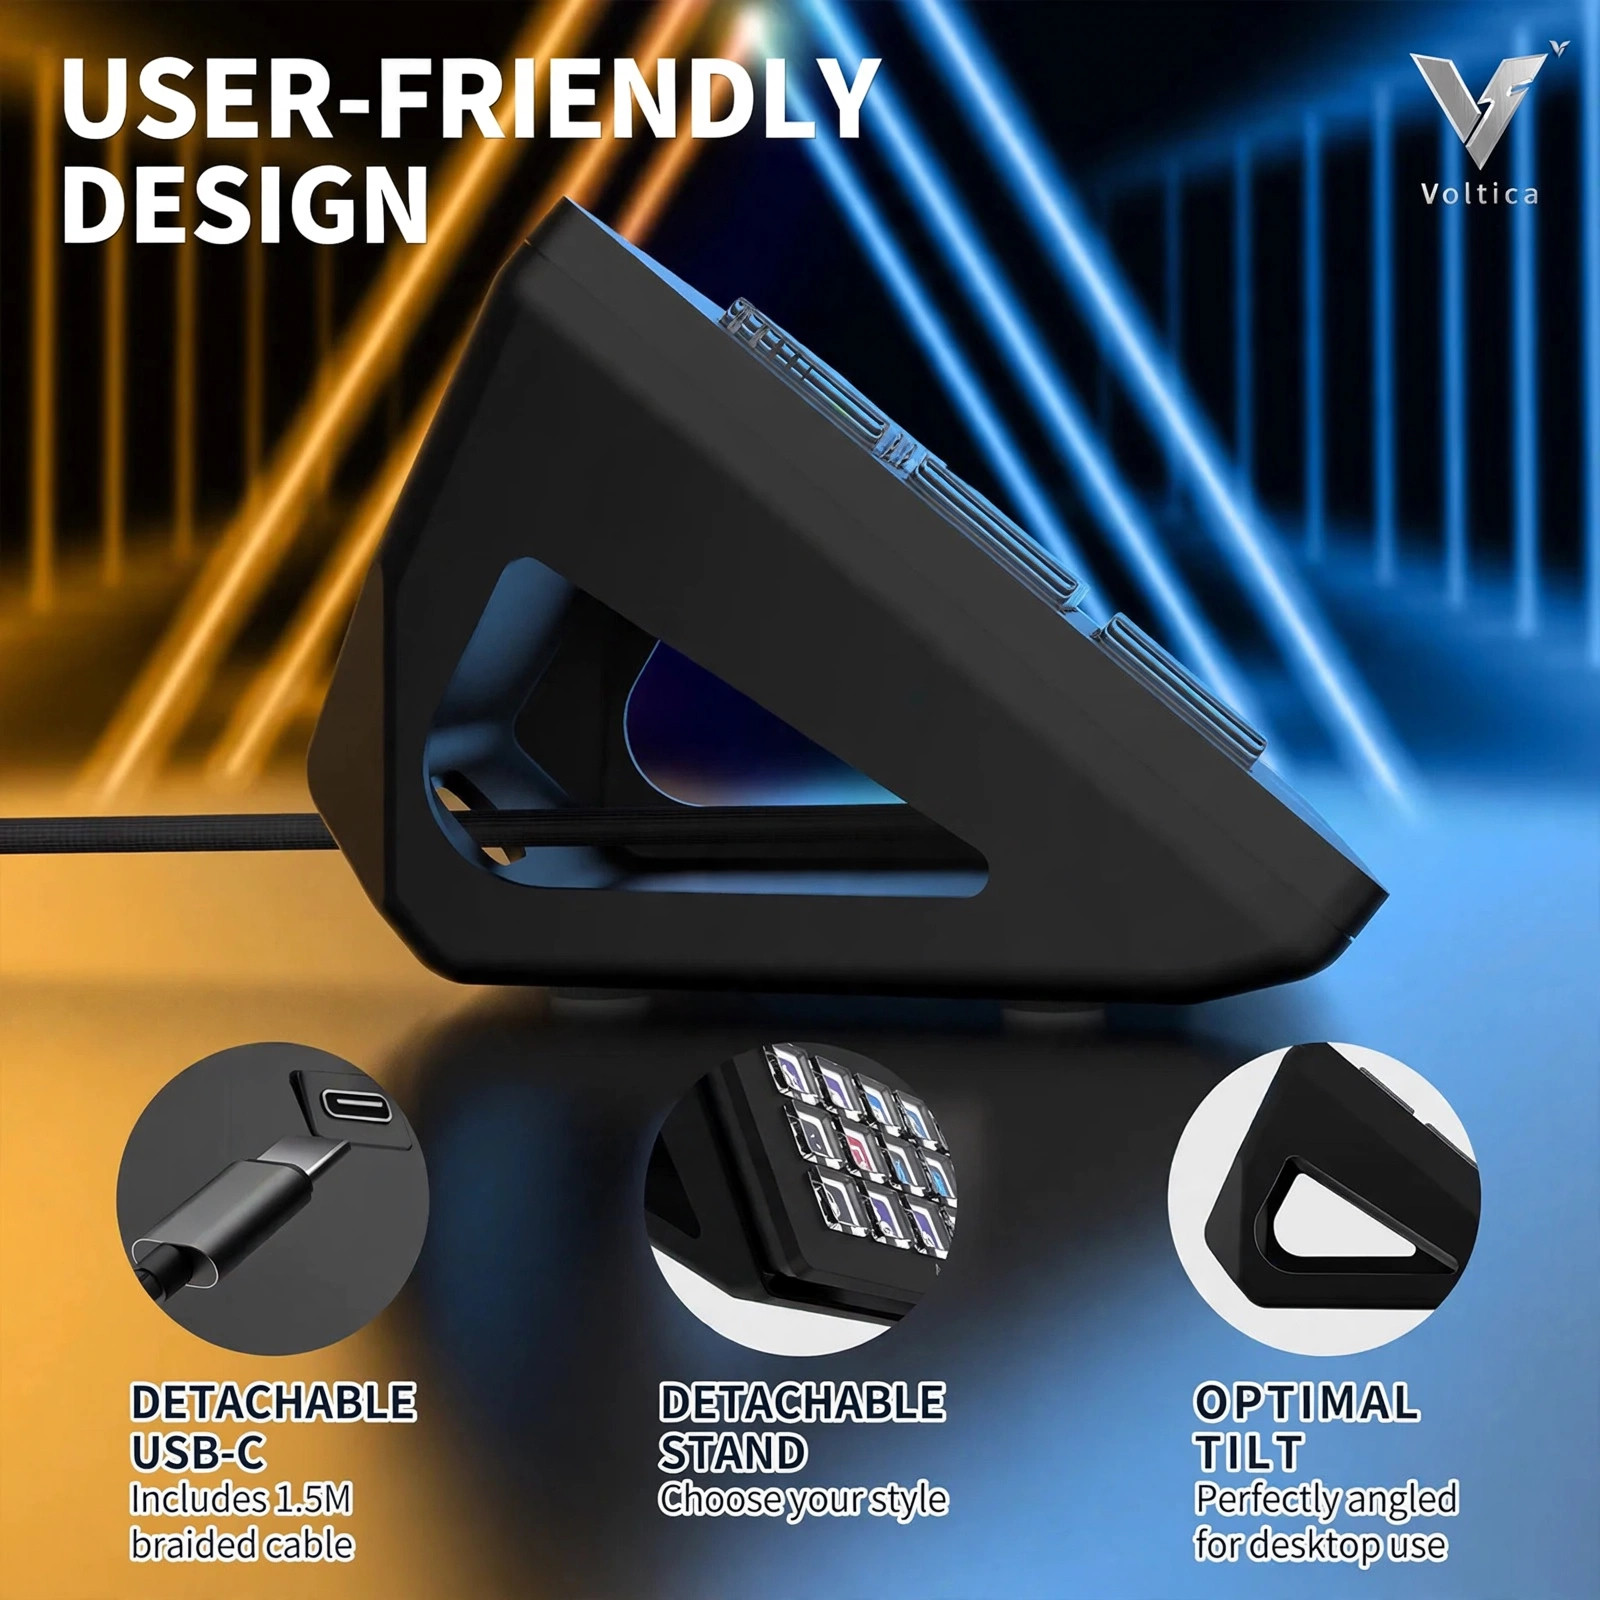 USER-FRIENDLY
DESIGN
Voltica
DETACHABLE
USB-C
Includes 1.5M
braided cable
DETACHABLE
STAND
Choose your style
OPTIMAL
TILT
Perfectly angled
for desktop use